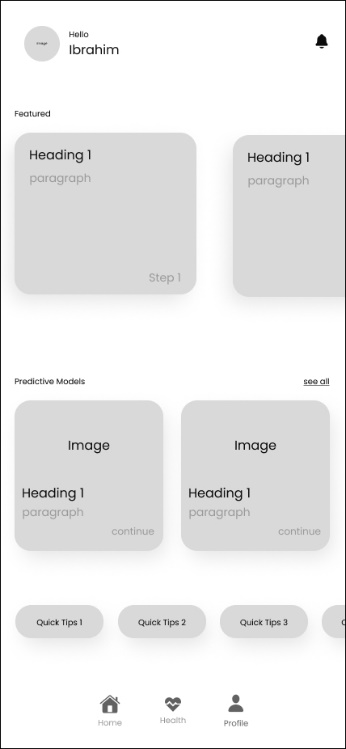 Image
Hello
Ibrahim
Featured
Heading 1
paragraph
Step 1
Heading 1
paragraph
Predictive Models
see all
Image
Heading 1
paragraph
continue
Image
Heading 1
paragraph
continue
Quick Tips 1
Quick Tips 2
Quick Tips 3
Home
Health
Profile